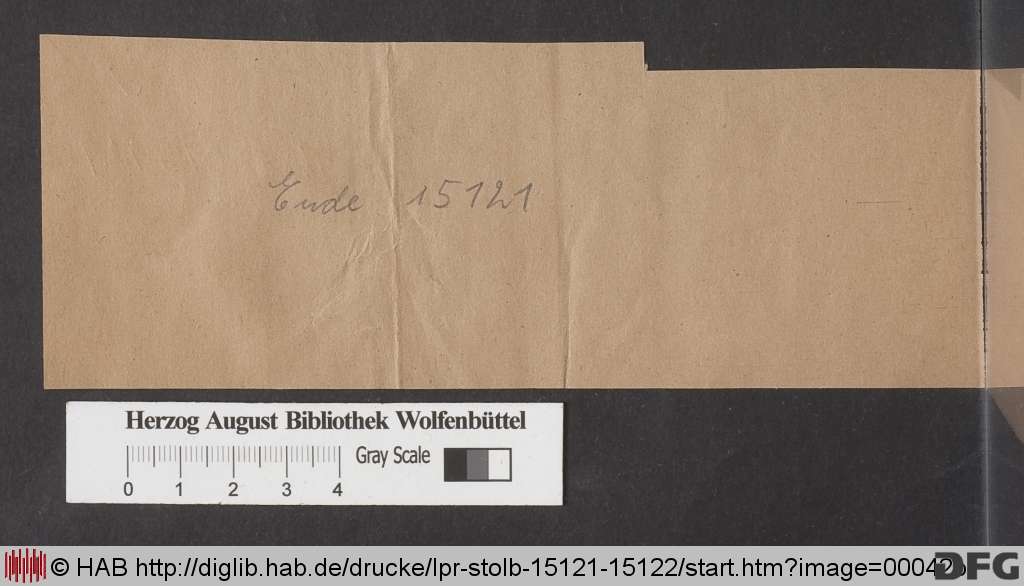 Ende 15121
Herzog August Bibliothek Wolfenbüttel
Gray Scale
0 1 2 3 4
© HAB http://diglib.hab.de/drucke/lpr-stolb-15121-15122/start.htm?image=00042b
DFG